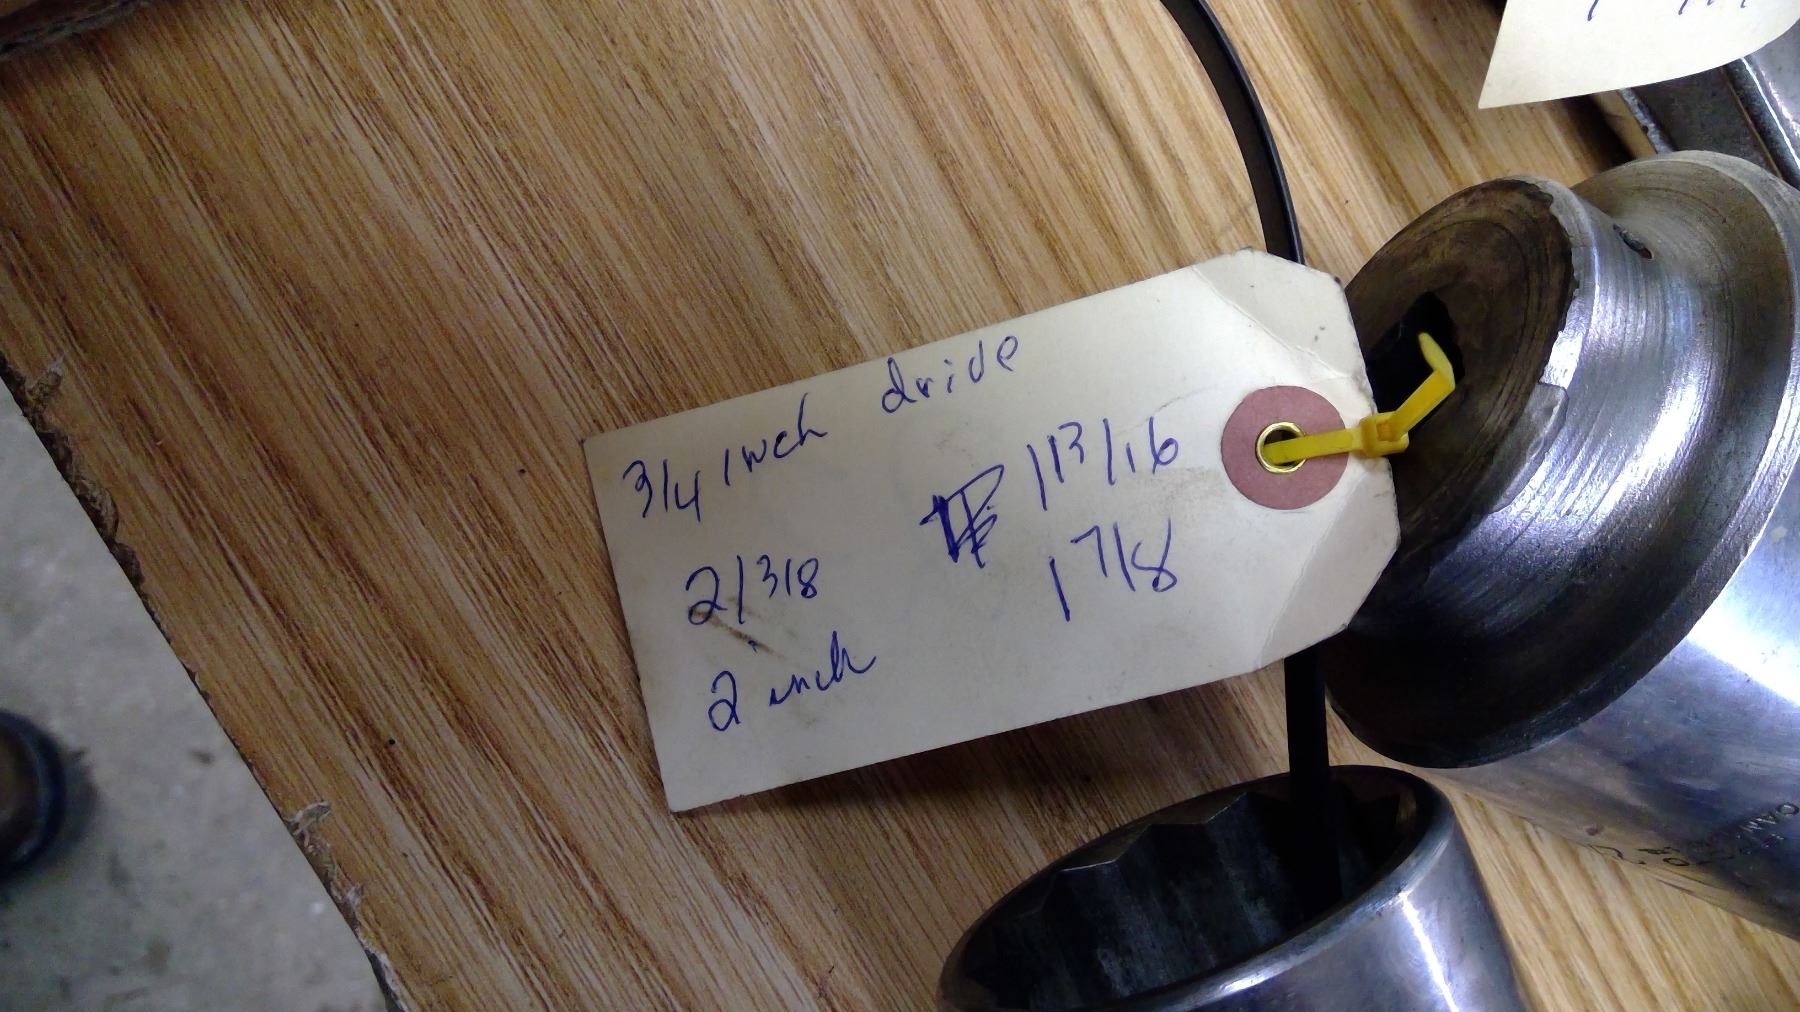 3/4 inch drive
2/3/8
2 inch
1 13/16
1 7/8